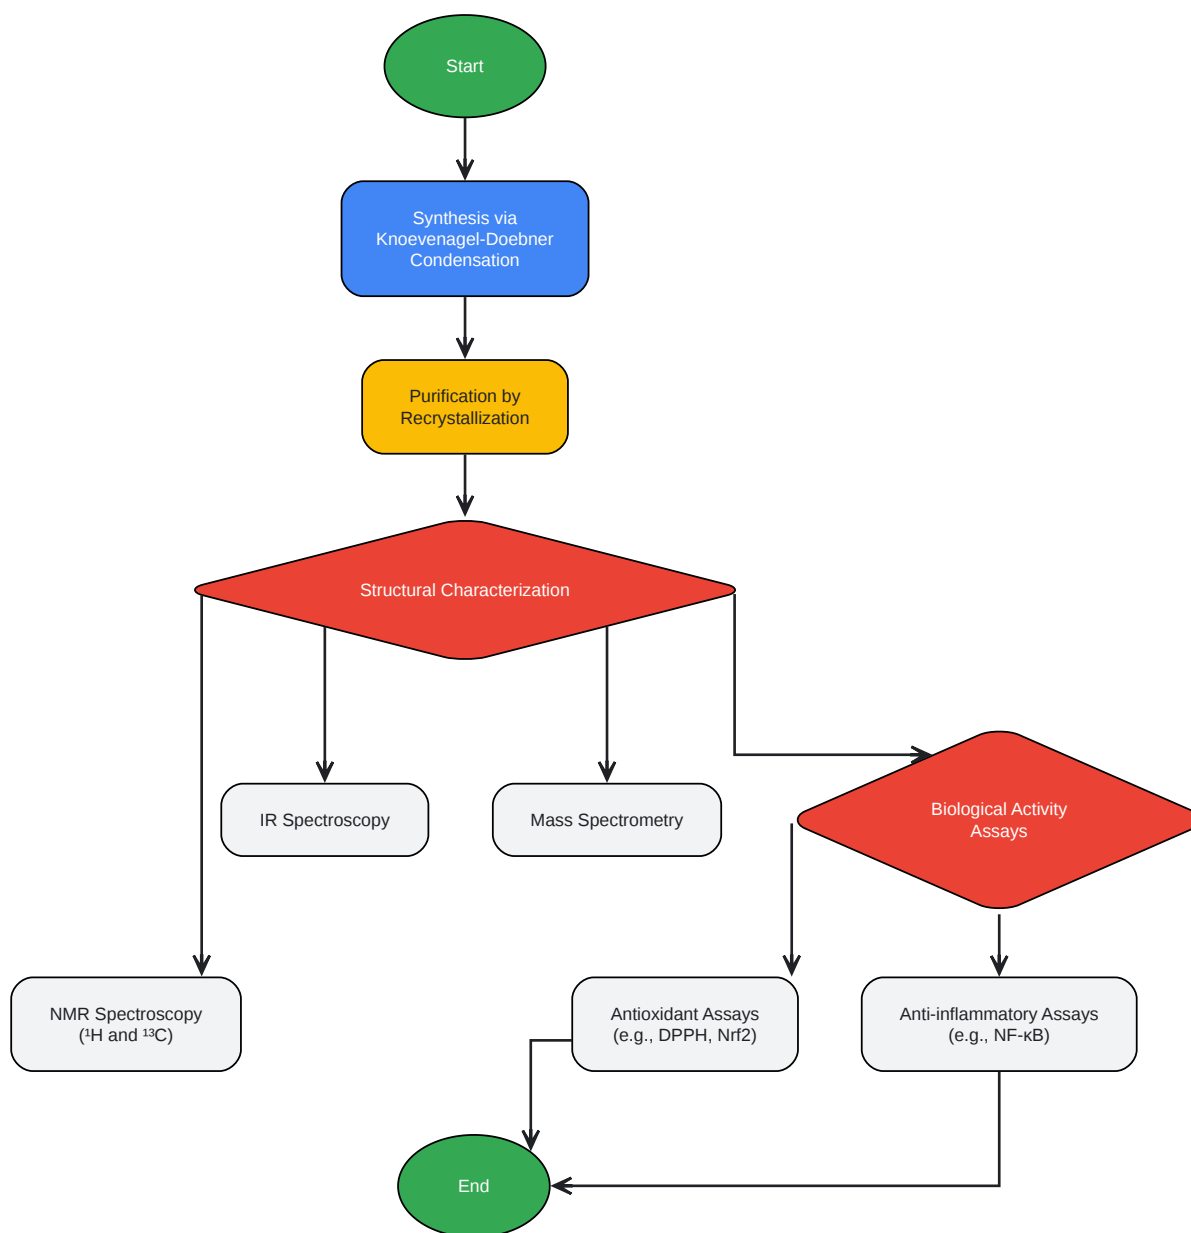 Start
Synthesis via
Knoevenagel-Doebner
Condensation
Purification by
Recrystallization
Structural Characterization
IR Spectroscopy
Mass Spectrometry
Biological Activity
Assays
NMR Spectroscopy
(¹H and ¹³C)
Antioxidant Assays
(e.g., DPPH, Nrf2)
Anti-inflammatory Assays
(e.g., NF-κB)
End